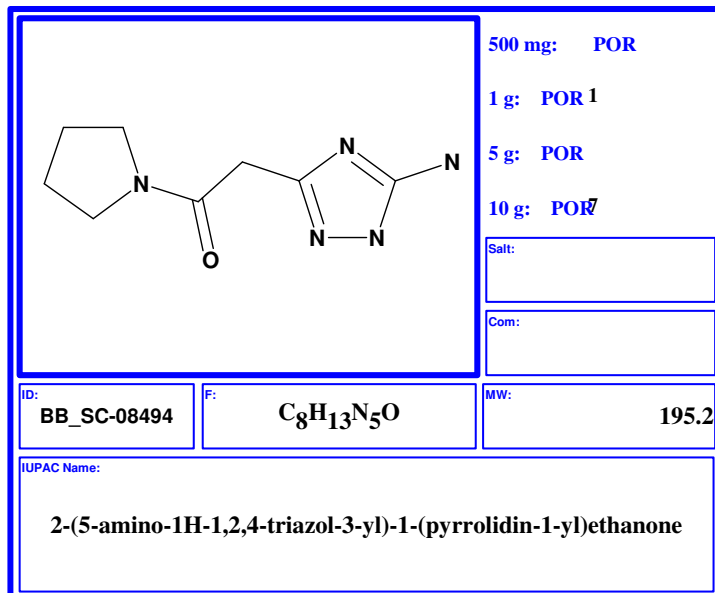 500 mg: POR
1 g: POR 1
5 g: POR
10 g: POR7
N
N
N
O
N N
Salt:
Com:
ID:
BB_SC-08494
F:
C8H13N5O
MW:
195.2
IUPAC Name:
2-(5-amino-1H-1,2,4-triazol-3-yl)-1-(pyrrolidin-1-yl)ethanone